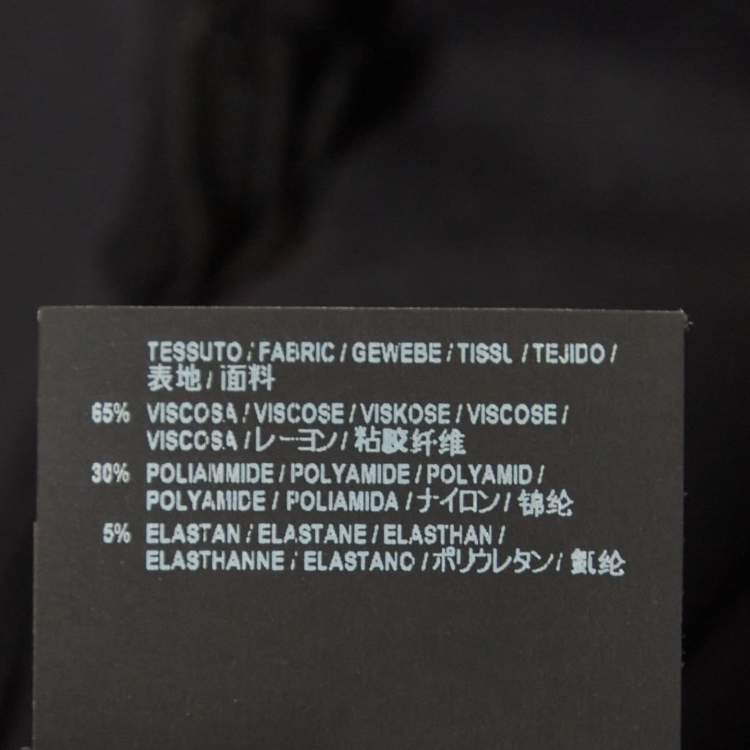 TESSUTO / FABRIC / GEWEBE / TISSU / TEJIDO /
表地 / 面料
65% VISCOSA / VISCOSE / VISKOSE / VISCOSE /
VISCOSA / レーヨン / 粘胶纤维
30% POLIAMMIDE / POLYAMIDE / POLYAMID /
POLYAMIDE / POLIAMIDA / ナイロン / 锦纶
5% ELASTAN / ELASTANE / ELASTHAN /
ELASTHANNE / ELASTANO / ポリウレタン / 氨纶